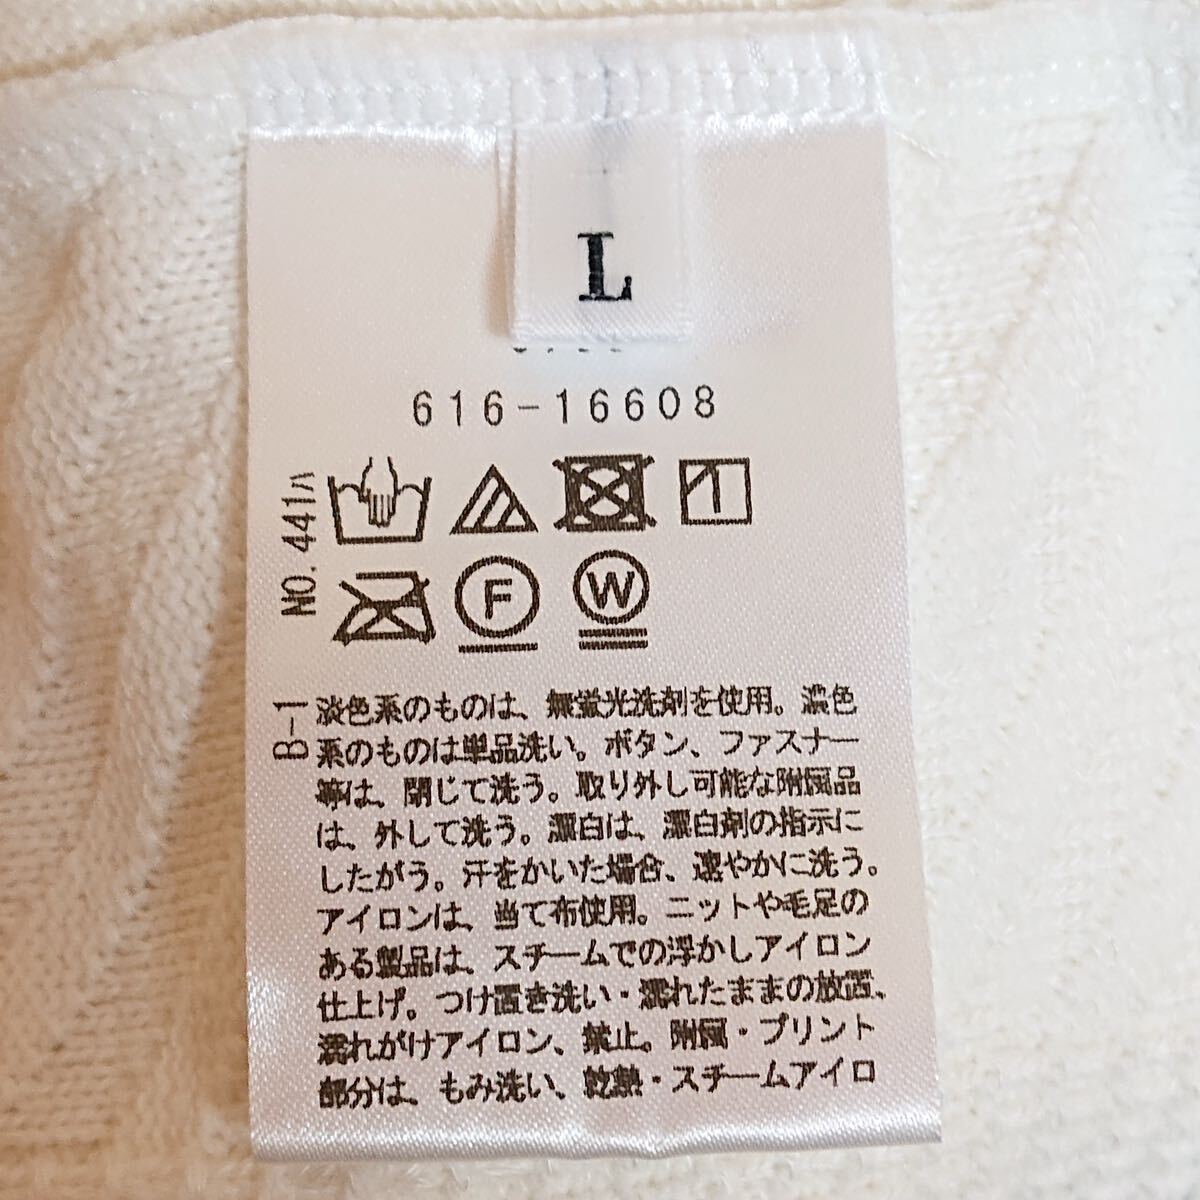 L
616-16608
NO.441ハ
F
W
B-1
淡色系のものは、無蛍光洗剤を使用。濃色
系のものは単品洗い。ボタン、ファスナー
等は、閉じて洗う。取り外し可能な附属品
は、外して洗う。漂白は、漂白剤の指示に
したがう。汗をかいた場合、速やかに洗う。
アイロンは、当て布使用。ニットや毛足の
ある製品は、スチームでの浮かしアイロン
仕上げ。つけ置き洗い・濡れたままの放置、
濡れがけアイロン、禁止。附属・プリント
部分は、もみ洗い、乾熱・スチームアイロ